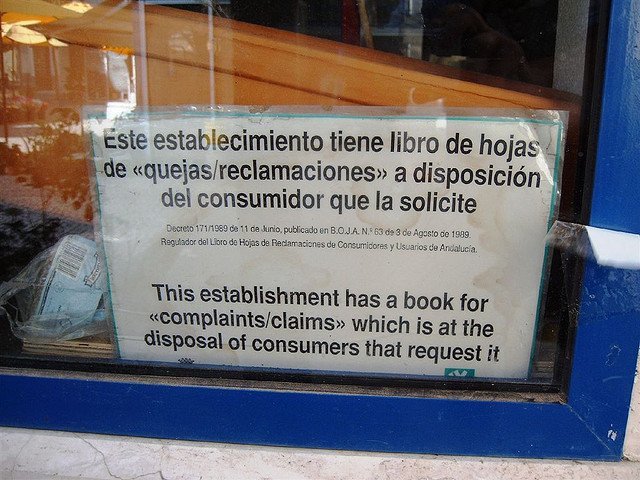 Este establecimiento tiene libro de hojas
de «quejas/reclamaciones» a disposición
del consumidor que la solicite
Decreto 171/1989 de 11 de Junio, publicado en B.O.J.A. N.º 63 de 3 de Agosto de 1989.
Regulador del Libro de Hojas de Reclamaciones de Consumidores y Usuarios de Andalucía.
This establishment has a book for
«complaints/claims» which is at the
disposal of consumers that request it